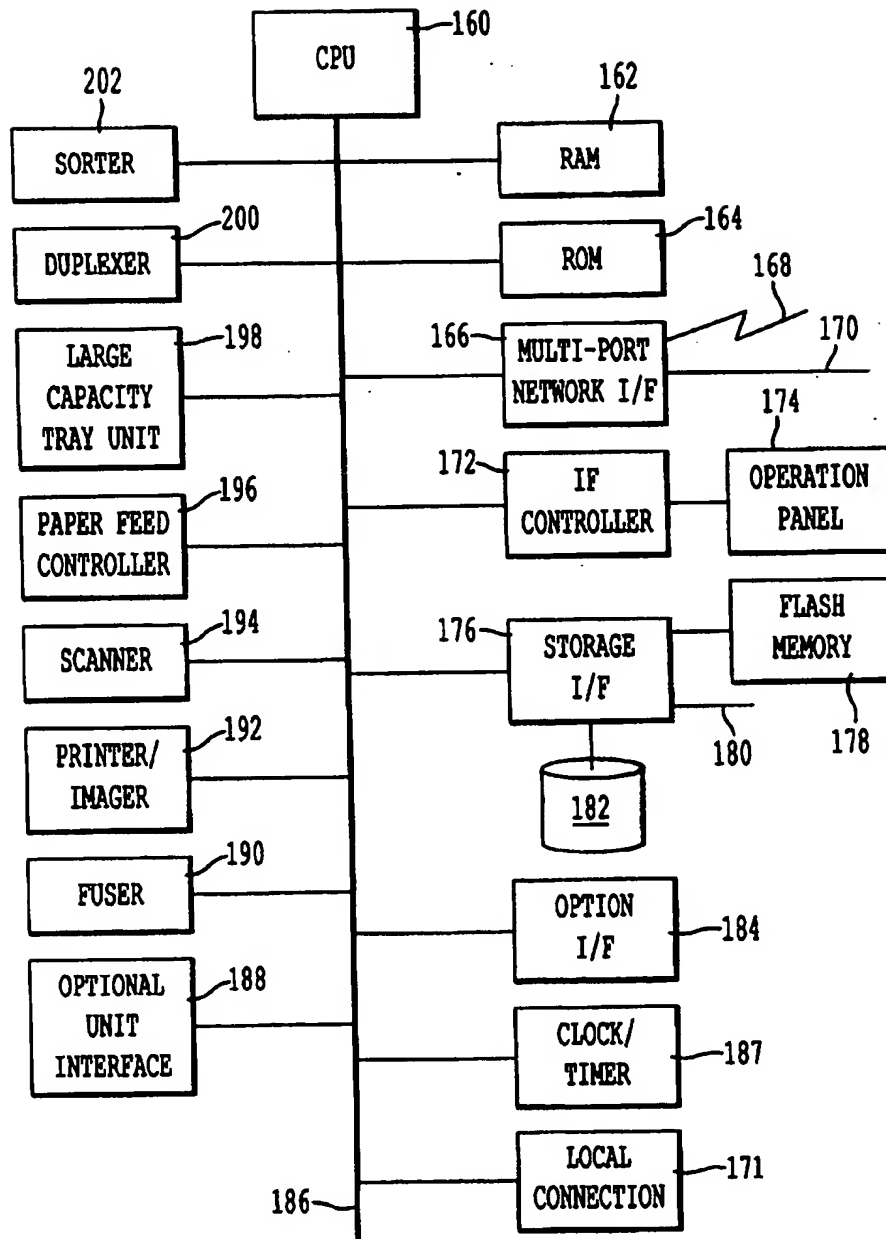 CPU
160
202
SORTER
162
RAM
200
DUPLEXER
164
ROM
168
198
LARGE
CAPACITY
TRAY UNIT
166
MULTI-PORT
NETWORK I/F
170
174
172
IF
CONTROLLER
OPERATION
PANEL
196
PAPER FEED
CONTROLLER
194
SCANNER
176
STORAGE
I/F
FLASH
MEMORY
180
178
192
PRINTER/
IMAGER
182
190
FUSER
OPTION
I/F
184
188
OPTIONAL
UNIT
INTERFACE
CLOCK/
TIMER
187
LOCAL
CONNECTION
171
186